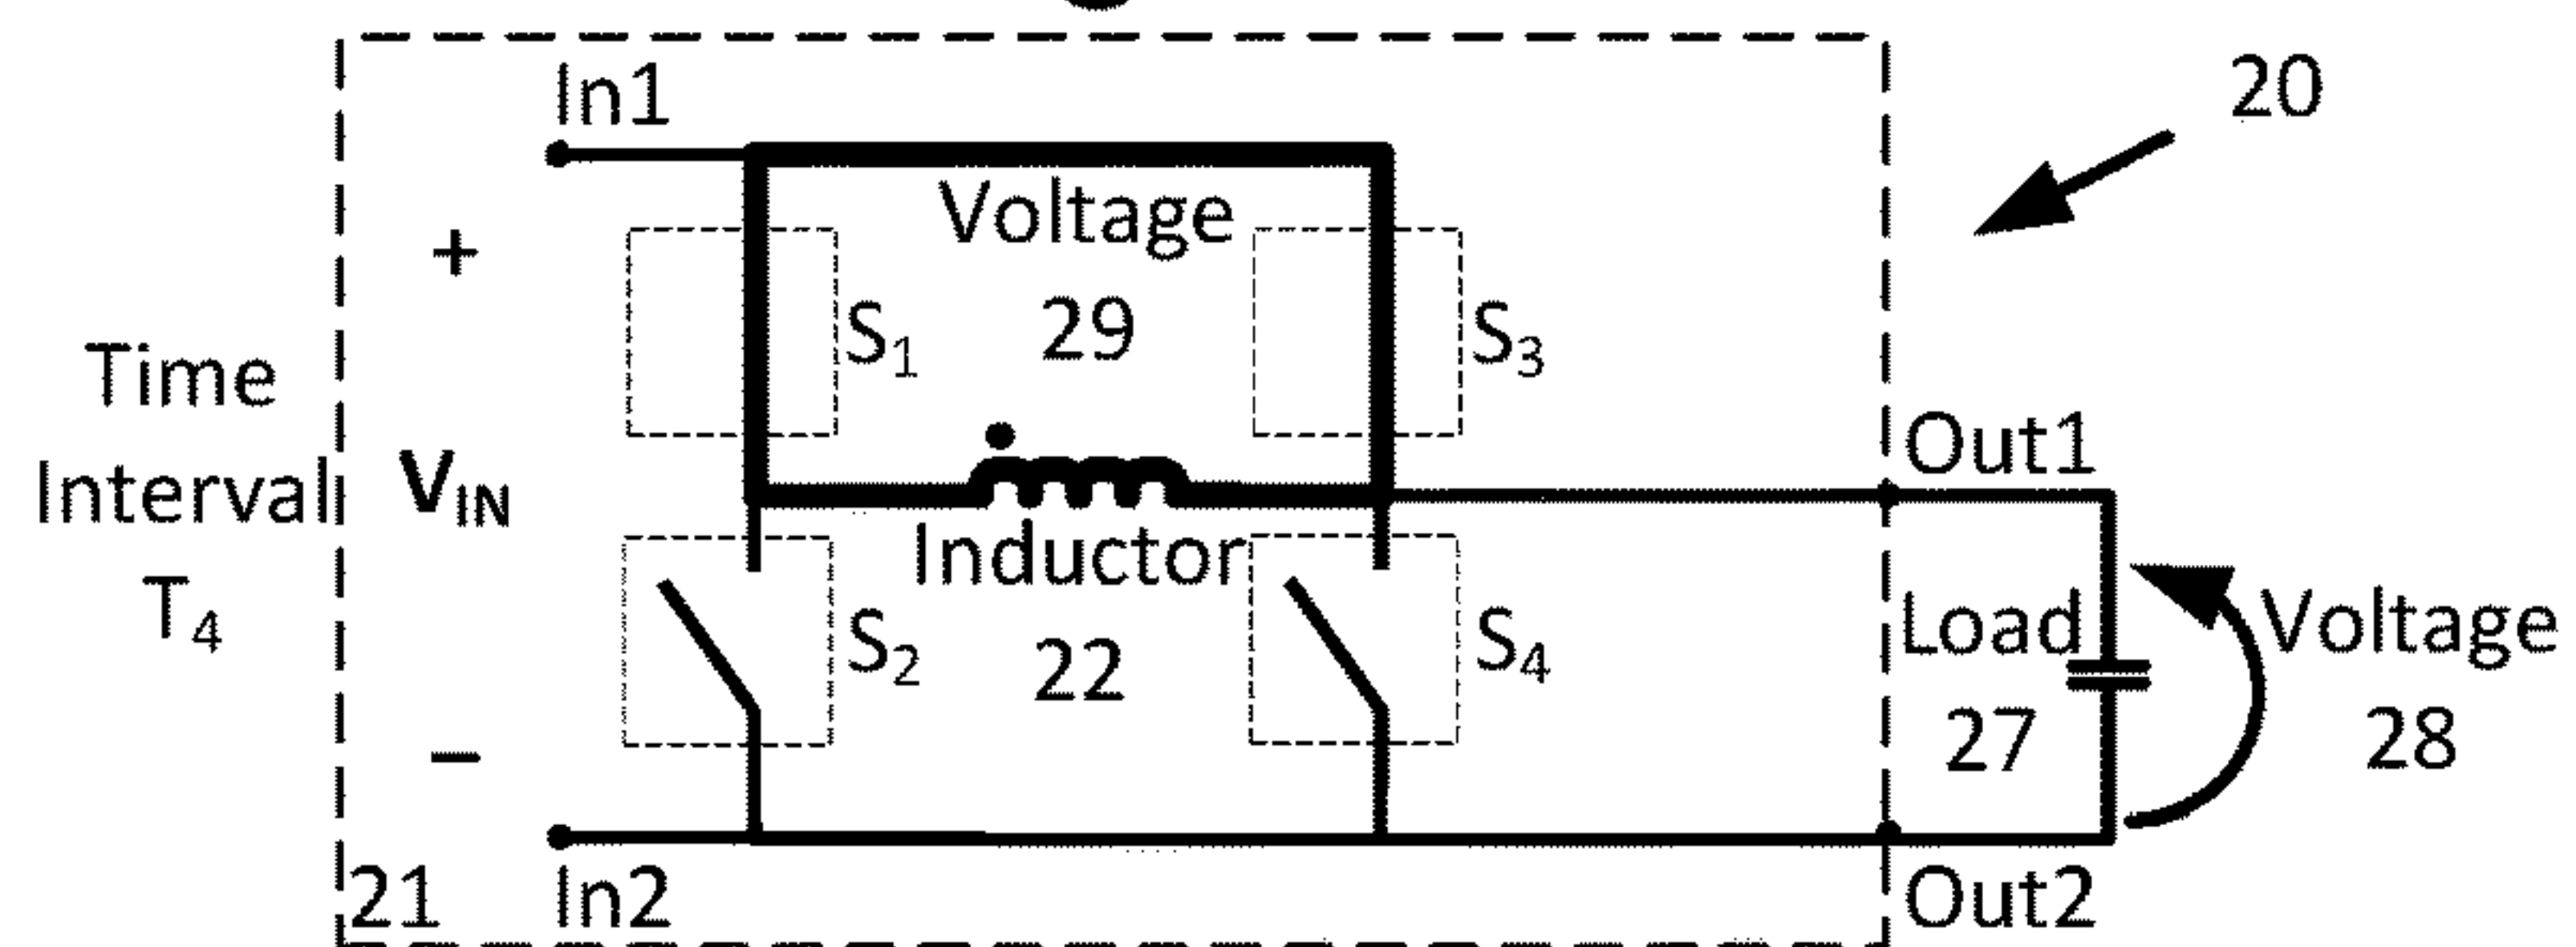 In1
20
+
Voltage
29
S1
S3
Time
Interval
T4
VIN
Out1
Inductor
22
S2
S4
Load
27
Voltage
28
−
21
In2
Out2